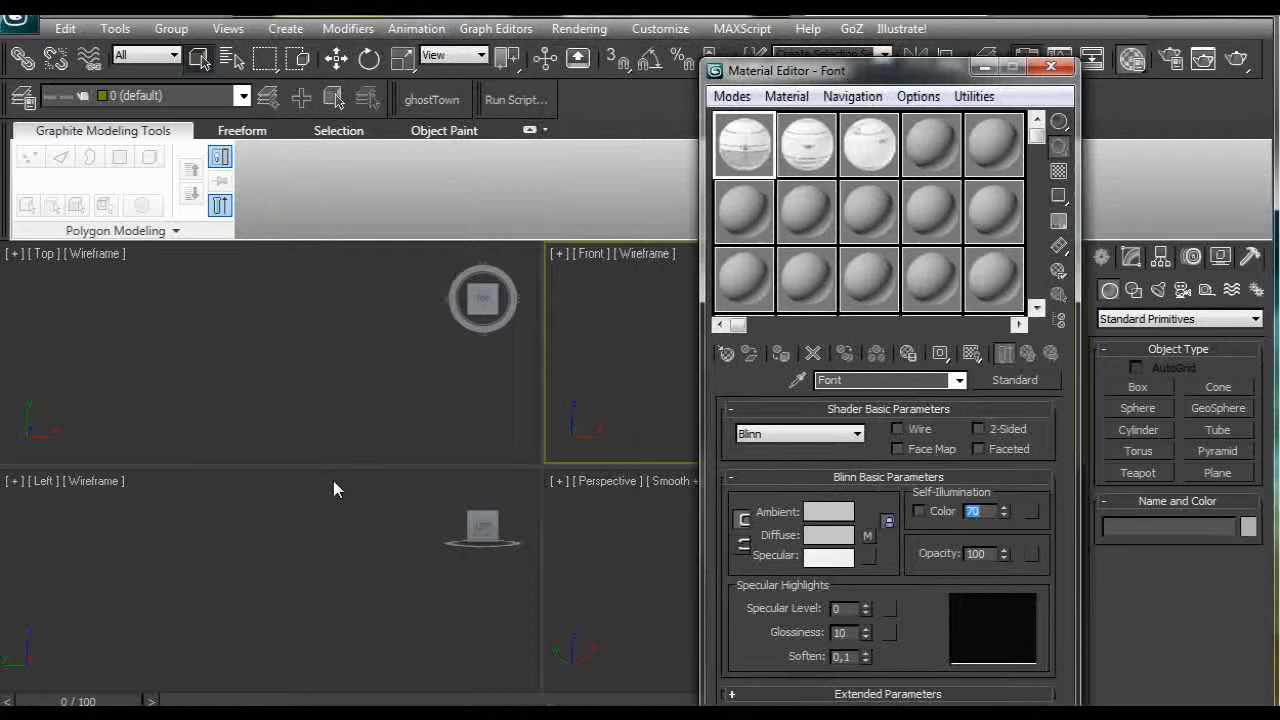 Edit Tools Group Views Create Modifiers Animation Graph Editors Rendering Customize MAXScript Help GoZ Illustrate!
All View
0 (default) ghostTown Run Script...
Graphite Modeling Tools Freeform Selection Object Paint
Polygon Modeling
[ + ] [ Top ] [ Wireframe ]
[ + ] [ Front ] [ Wireframe ]
[ + ] [ Left ] [ Wireframe ]
[ + ] [ Perspective ] [ Smooth +
0 / 100
Material Editor - Font
Modes Material Navigation Options Utilities
Font Standard
- Shader Basic Parameters
Blinn Wire 2-Sided
Face Map Faceted
- Blinn Basic Parameters
Self-Illumination
Ambient: Color 70
Diffuse: M
Specular: Opacity: 100
Specular Highlights
Specular Level: 0
Glossiness: 10
Soften: 0,1
+ Extended Parameters
Standard Primitives
- Object Type
AutoGrid
Box Cone
Sphere GeoSphere
Cylinder Tube
Torus Pyramid
Teapot Plane
- Name and Color